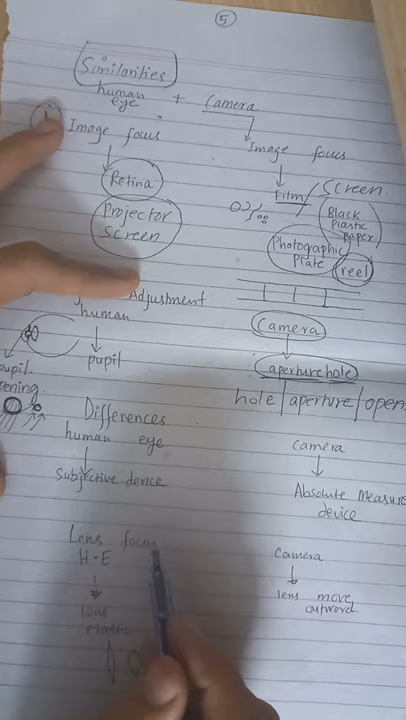 5
Similarities
human eye + Camera
Image focus
Image focus
Retina
Film / Screen
Projector Screen
Black Plastic Paper
Photographic Plate
reel
Adjustment
human
Camera
pupil
pupil
aperture hole
hole / aperture / open
Differences
human eye
camera
Subjective device
Absolute Measure device
Lens focus
H.E
camera
Lens elastic
lens move outword